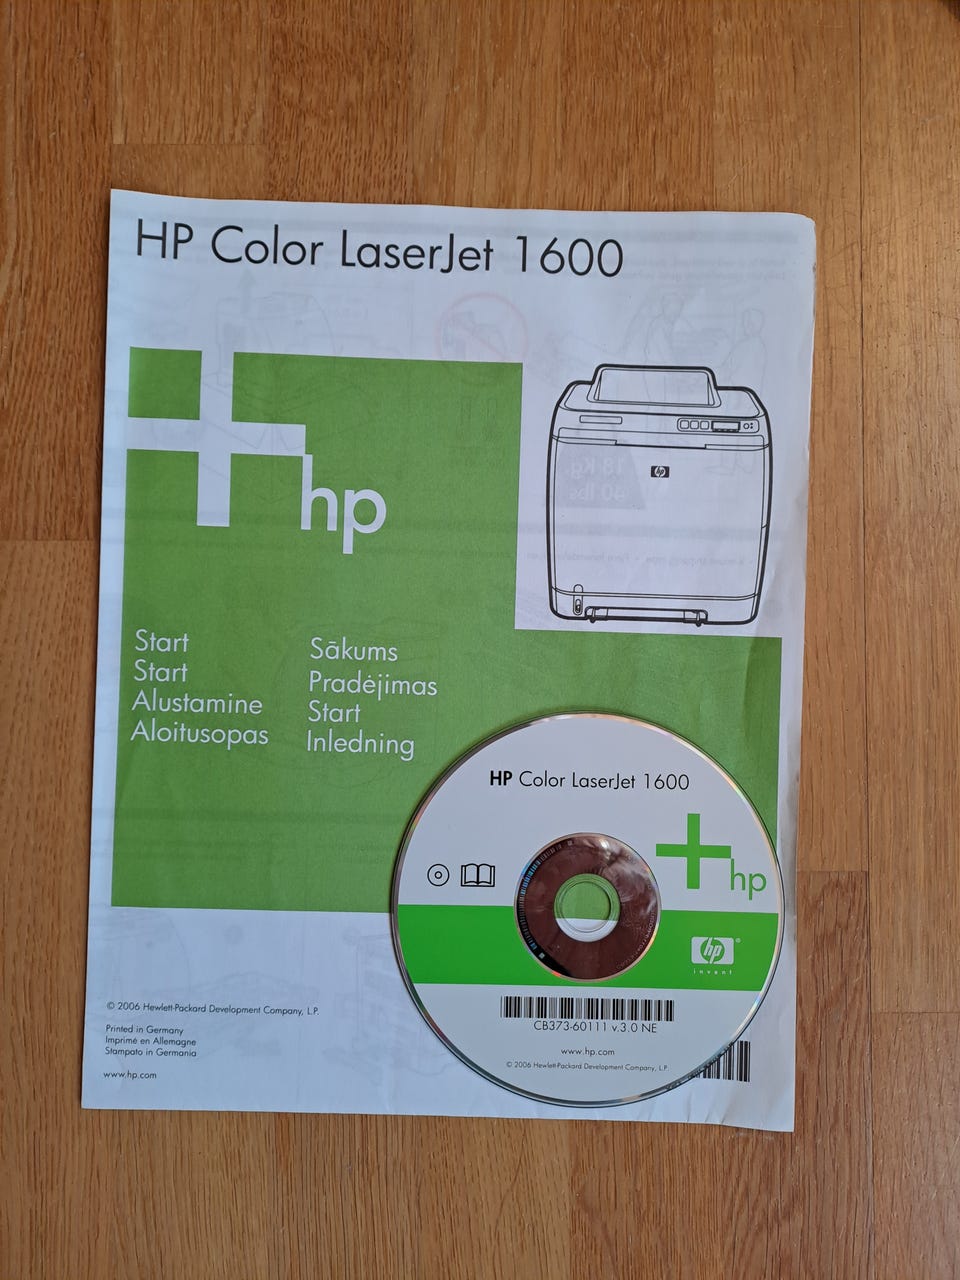 HP Color LaserJet 1600
hp
hp
Start
Start
Alustamine
Aloitusopas
Sākums
Pradėjimas
Start
Inledning
HP Color LaserJet 1600
hp
hp
invent
CB373-60111 v.3.0 NE
www.hp.com
© 2006 Hewlett-Packard Development Company, L.P.
© 2006 Hewlett-Packard Development Company, L.P.
Printed in Germany
Imprimé en Allemagne
Stampato in Germania
www.hp.com